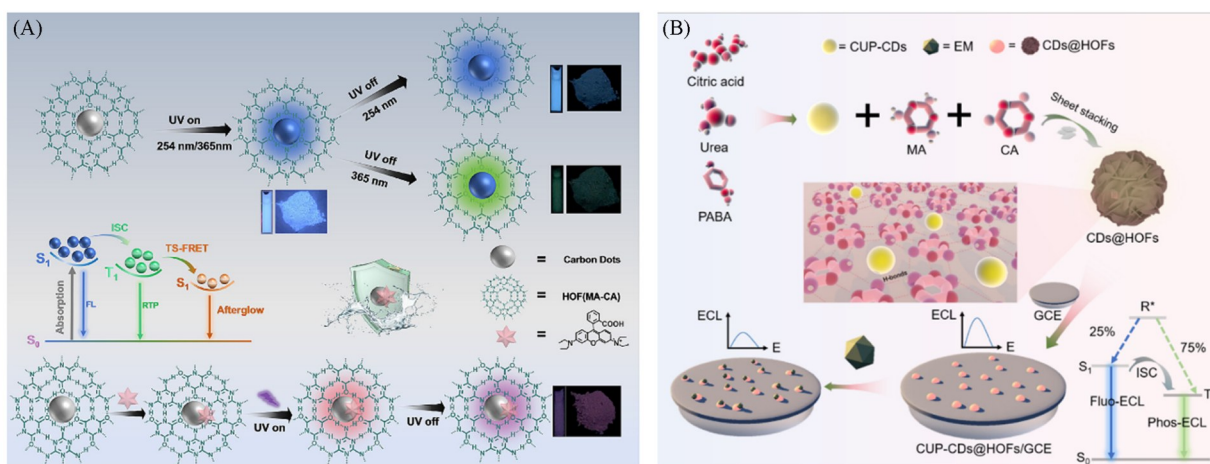 (A)
UV on
254 nm/365nm
UV off
254 nm
UV off
365 nm
ISC
TS-FRET
S1
T1
S1
Absorption
FL
RTP
Afterglow
S0
= Carbon Dots
= HOF(MA-CA)
=
COOH
UV on
UV off
(B)
= CUP-CDs
= EM
= CDs@HOFs
Citric acid
Urea
PABA
+
MA
+
CA
Sheet stacking
CDs@HOFs
H-bonds
GCE
ECL
E
ECL
E
CUP-CDs@HOFs/GCE
R*
25%
75%
S1
ISC
T
Fluo-ECL
Phos-ECL
S0